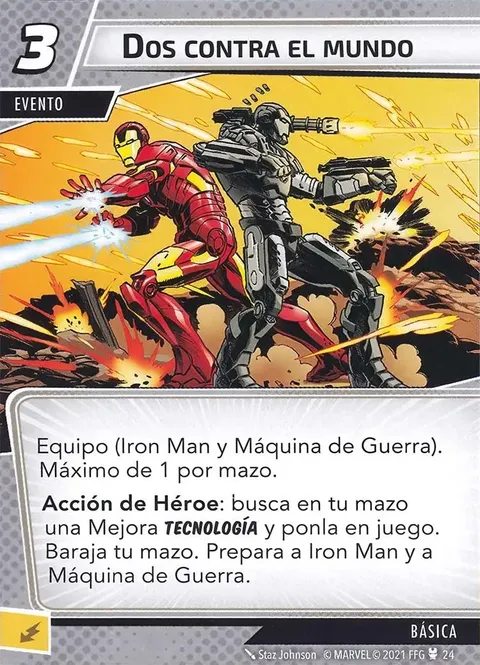 3
DOS CONTRA EL MUNDO
EVENTO
Equipo (Iron Man y Máquina de Guerra).
Máximo de 1 por mazo.
Acción de Héroe: busca en tu mazo
una Mejora TECNOLOGÍA y ponla en juego.
Baraja tu mazo. Prepara a Iron Man y a
Máquina de Guerra.
BÁSICA
Staz Johnson © MARVEL © 2021 FFG 24